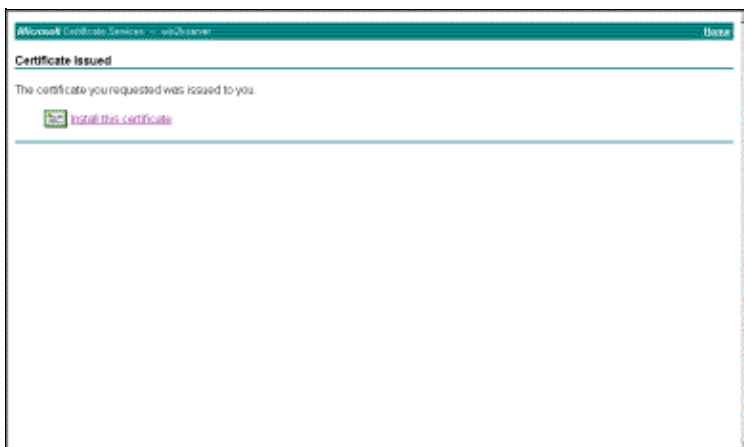 Microsoft Certificate Services -- win2kserver Home
Certificate Issued
The certificate you requested was issued to you.
Install this certificate